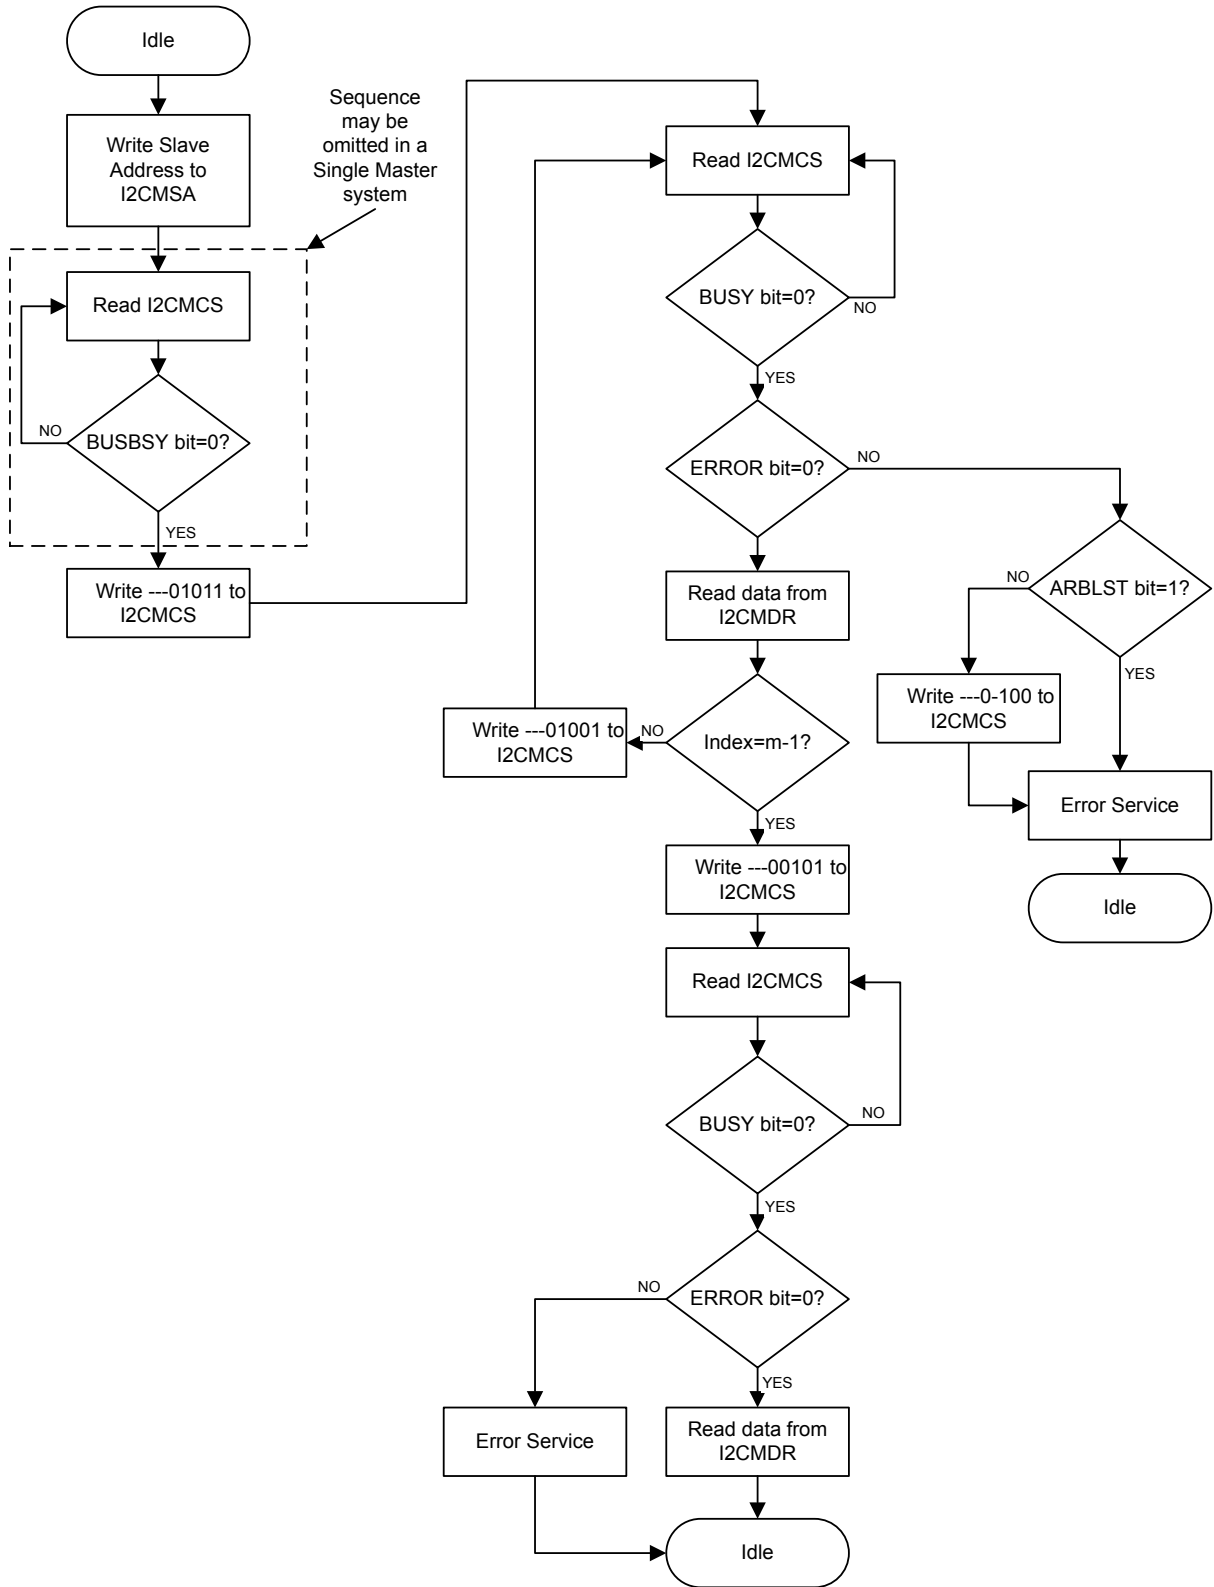 Idle
Write Slave
Address to
I2CMSA
Sequence
may be
omitted in a
Single Master
system
Read I2CMCS
BUSBSY bit=0?
NO
YES
Write ---01011 to
I2CMCS
Read I2CMCS
BUSY bit=0?
NO
YES
ERROR bit=0?
NO
YES
Read data from
I2CMDR
ARBLST bit=1?
NO
YES
Write ---0-100 to
I2CMCS
Error Service
Idle
Index=m-1?
NO
Write ---01001 to
I2CMCS
YES
Write ---00101 to
I2CMCS
Read I2CMCS
BUSY bit=0?
NO
YES
ERROR bit=0?
NO
YES
Error Service
Read data from
I2CMDR
Idle